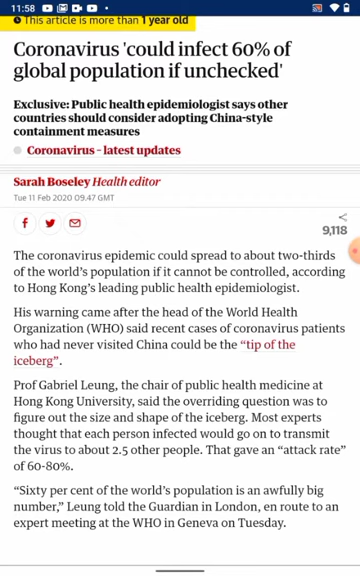 11:58
This article is more than 1 year old
Coronavirus 'could infect 60% of
global population if unchecked'
Exclusive: Public health epidemiologist says other
countries should consider adopting China-style
containment measures
Coronavirus – latest updates
Sarah Boseley Health editor
Tue 11 Feb 2020 09.47 GMT
9,118
The coronavirus epidemic could spread to about two-thirds
of the world's population if it cannot be controlled, according
to Hong Kong's leading public health epidemiologist.
His warning came after the head of the World Health
Organization (WHO) said recent cases of coronavirus patients
who had never visited China could be the “tip of the
iceberg”.
Prof Gabriel Leung, the chair of public health medicine at
Hong Kong University, said the overriding question was to
figure out the size and shape of the iceberg. Most experts
thought that each person infected would go on to transmit
the virus to about 2.5 other people. That gave an “attack rate”
of 60-80%.
“Sixty per cent of the world's population is an awfully big
number,” Leung told the Guardian in London, en route to an
expert meeting at the WHO in Geneva on Tuesday.